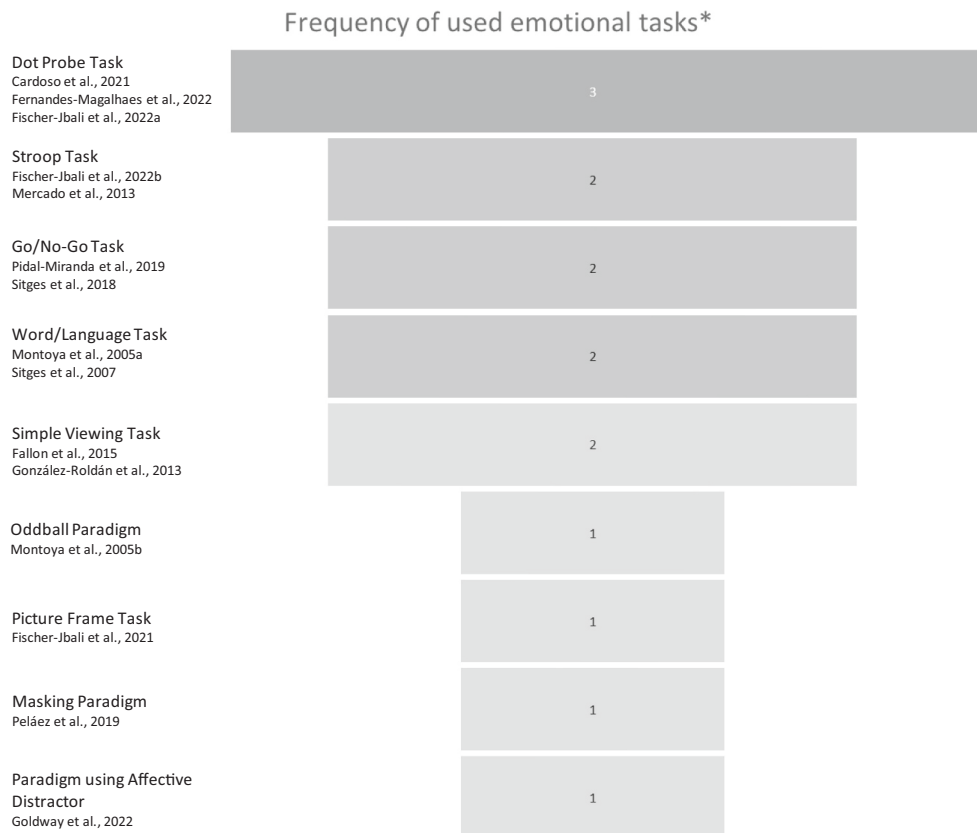 Frequency of used emotional tasks*
Dot Probe Task
Cardoso et al., 2021
Fernandes-Magalhaes et al., 2022
Fischer-Jbali et al., 2022a
3
Stroop Task
Fischer-Jbali et al., 2022b
Mercado et al., 2013
2
Go/No-Go Task
Pidal-Miranda et al., 2019
Sitges et al., 2018
2
Word/Language Task
Montoya et al., 2005a
Sitges et al., 2007
2
Simple Viewing Task
Fallon et al., 2015
González-Roldán et al., 2013
2
Oddball Paradigm
Montoya et al., 2005b
1
Picture Frame Task
Fischer-Jbali et al., 2021
1
Masking Paradigm
Peláez et al., 2019
1
Paradigm using Affective
Distractor
Goldway et al., 2022
1